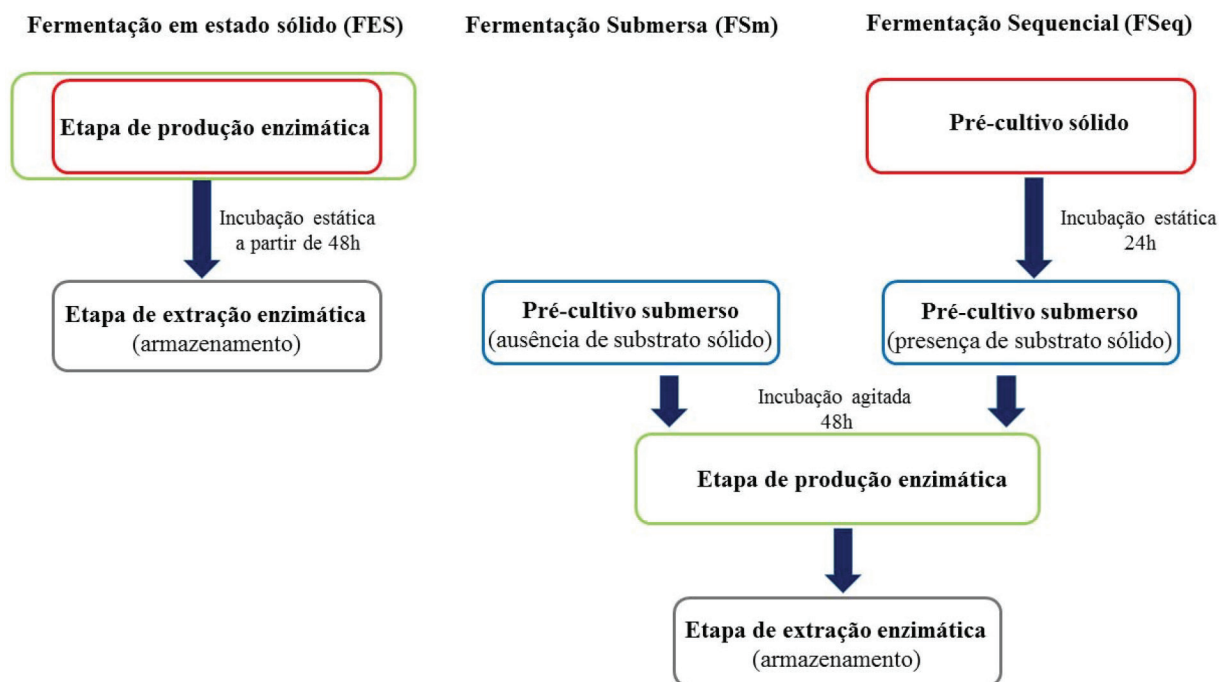 Fermentação em estado sólido (FES)
Etapa de produção enzimática
Incubação estática
a partir de 48h
Etapa de extração enzimática
(armazenamento)
Fermentação Submersa (FSm)
Fermentação Sequencial (FSeq)
Pré-cultivo sólido
Incubação estática
24h
Pré-cultivo submerso
(ausência de substrato sólido)
Pré-cultivo submerso
(presença de substrato sólido)
Incubação agitada
48h
Etapa de produção enzimática
Etapa de extração enzimática
(armazenamento)